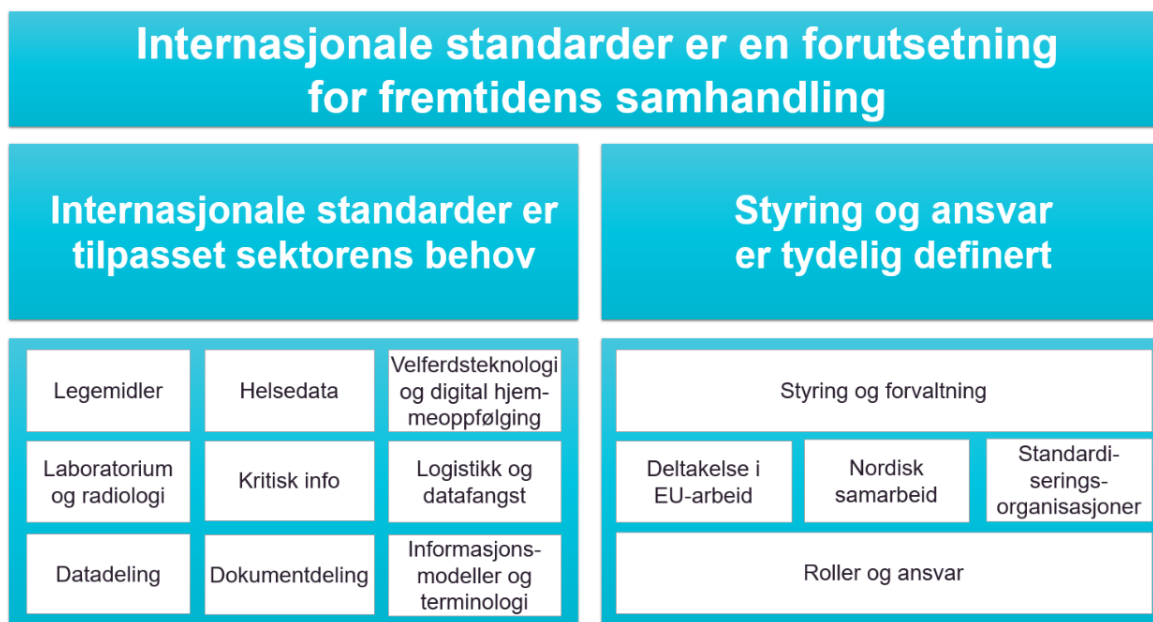 Internasjonale standarder er en forutsetning
for fremtidens samhandling
Internasjonale standarder er
tilpasset sektorens behov
Styring og ansvar
er tydelig definert
Legemidler
Helsedata
Velferdsteknologi
og digital hjem-
meoppfølging
Laboratorium
og radiologi
Kritisk info
Logistikk og
datafangst
Datadeling
Dokumentdeling
Informasjons-
modeller og
terminologi
Styring og forvaltning
Deltakelse i
EU-arbeid
Nordisk
samarbeid
Standardi-
serings-
organisasjoner
Roller og ansvar